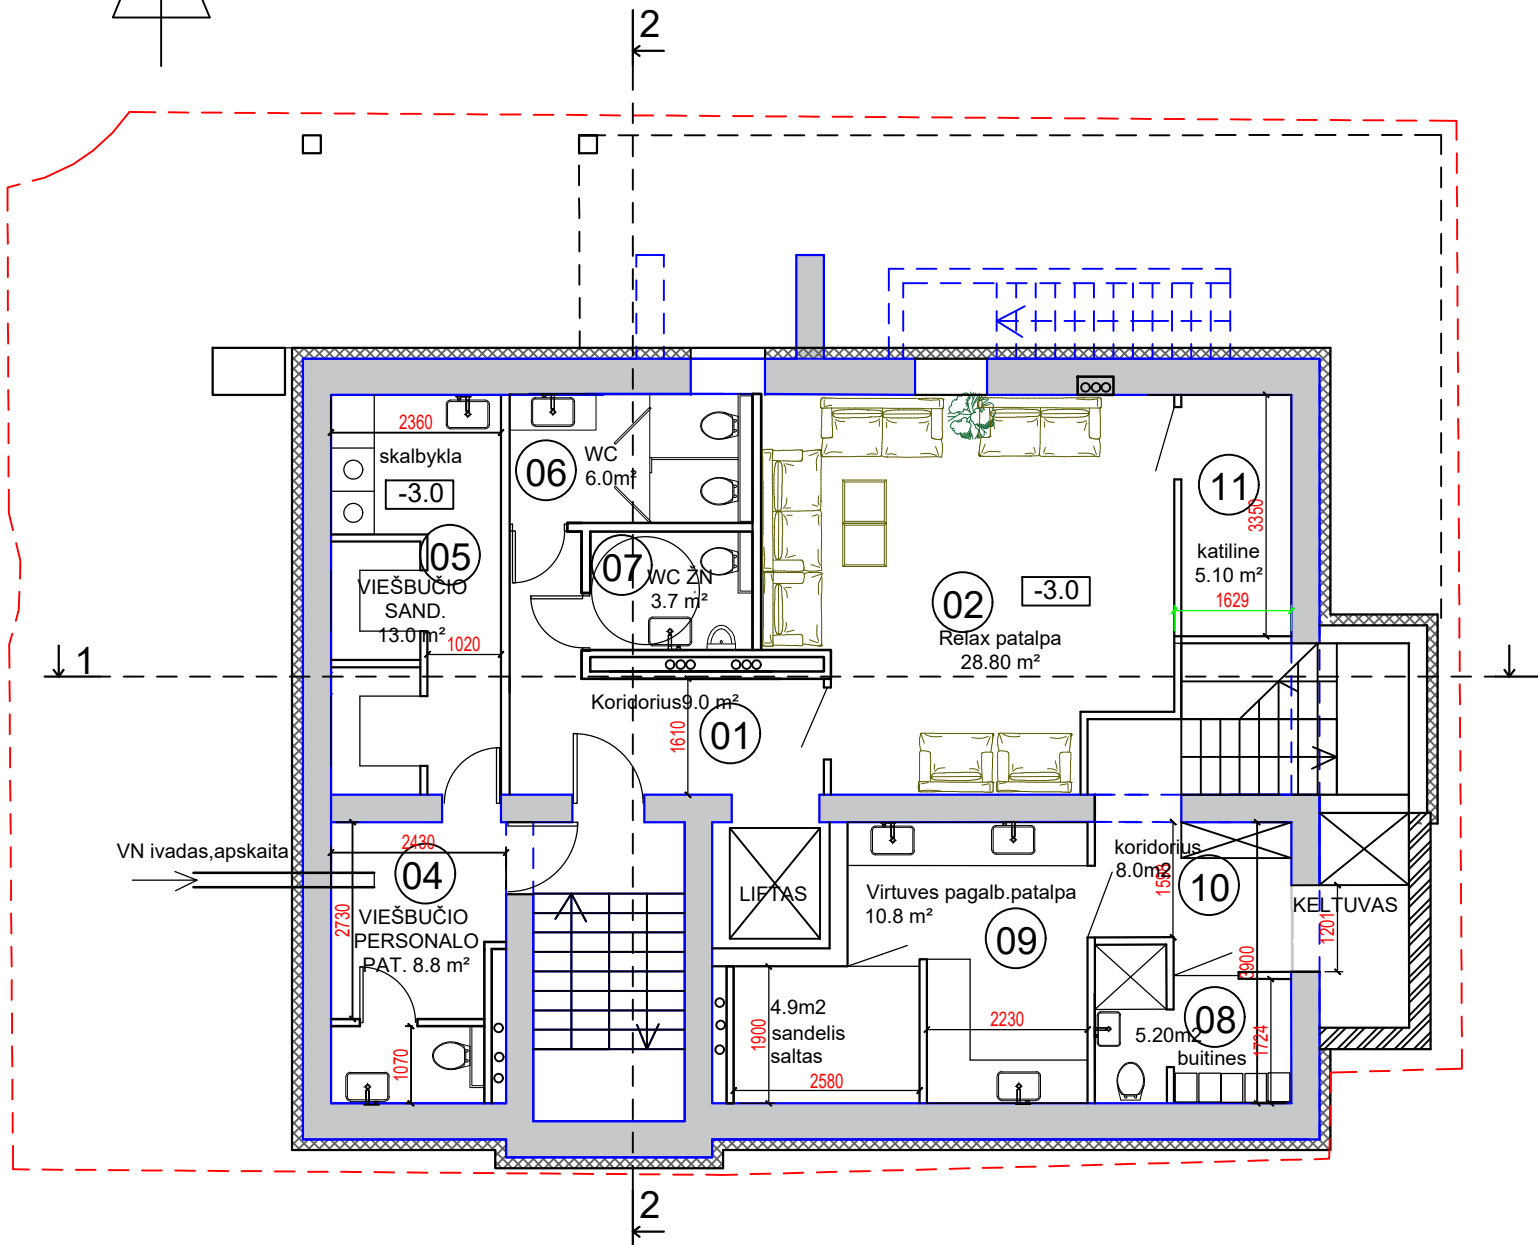 2
2360
skalbykla
-3.0
06
WC
6.0m²
11
3350
katiline
5.10 m²
1629
05
VIEŠBUČIO
SAND.
13.0 m²
1020
07
WC ŽN
3.7 m²
02
-3.0
Relax patalpa
28.80 m²
1
Koridorius9.0 m²
01
1610
VN ivadas,apskaita
2430
04
VIEŠBUČIO
PERSONALO
PAT. 8.8 m²
2730
1070
LIFTAS
Virtuves pagalb.patalpa
10.8 m²
09
koridorius
8.0m2
10
KELTUVAS
1201
3900
4.9m2
sandelis
saltas
1900
2580
2230
08
5.20m2
buitines
1724
2